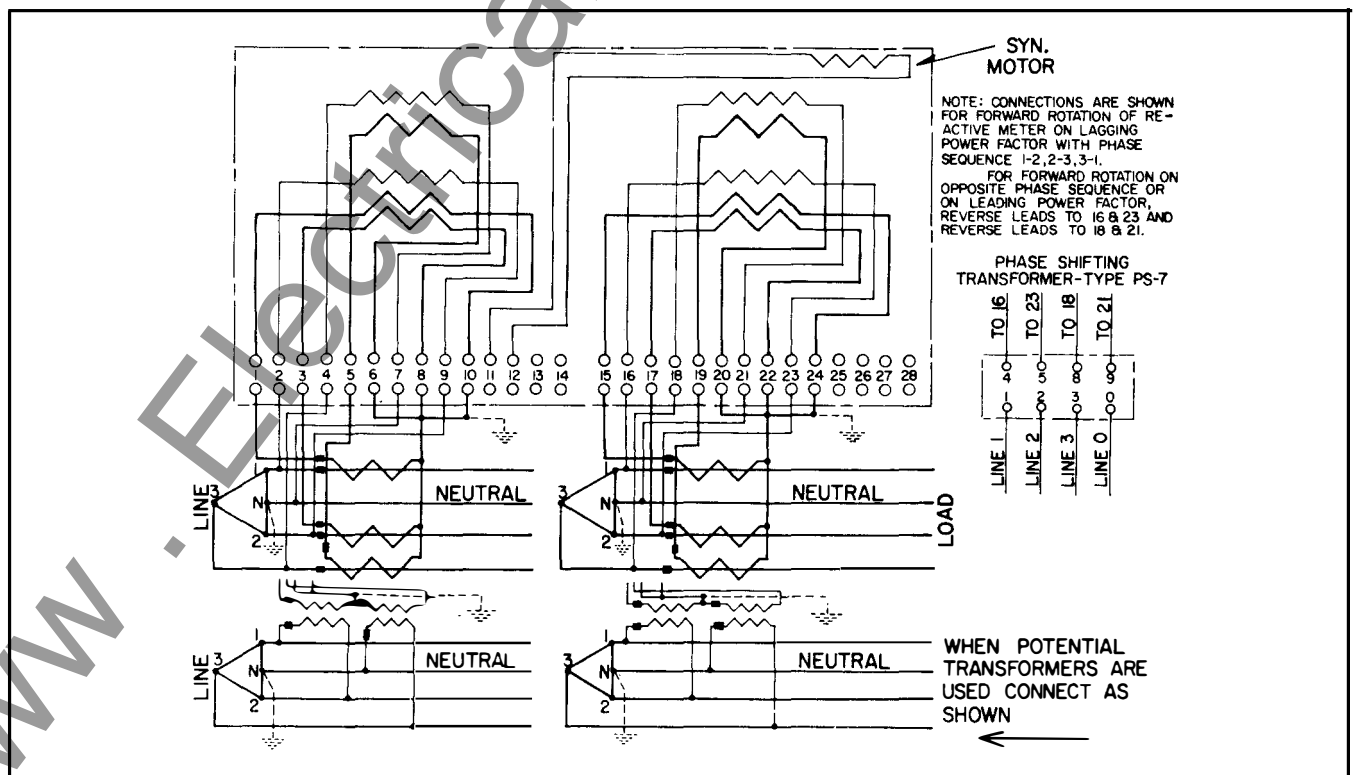 www . Electrica
SYN.
MOTOR
NOTE: CONNECTIONS ARE SHOWN
FOR FORWARD ROTATION OF RE-
ACTIVE METER ON LAGGING
POWER FACTOR WITH PHASE
SEQUENCE 1-2,2-3,3-1.
FOR FORWARD ROTATION ON
OPPOSITE PHASE SEQUENCE OR
ON LEADING POWER FACTOR,
REVERSE LEADS TO 16 & 23 AND
REVERSE LEADS TO 18 & 21.
PHASE SHIFTING
TRANSFORMER-TYPE PS-7
TO 16 TO 23 TO 18 TO 21
4 5 8 9
1 2 3 0
LINE 1 LINE 2 LINE 3 LINE 0
1 2 3 4 5 6 7 8 9 10 11 12 13 14
15 16 17 18 19 20 21 22 23 24 25 26 27 28
LINE 3 1 N 2 NEUTRAL
3 1 N 2 NEUTRAL LOAD
LINE 3 1 N 2 NEUTRAL
3 1 N 2 NEUTRAL
WHEN POTENTIAL
TRANSFORMERS ARE
USED CONNECT AS
SHOWN